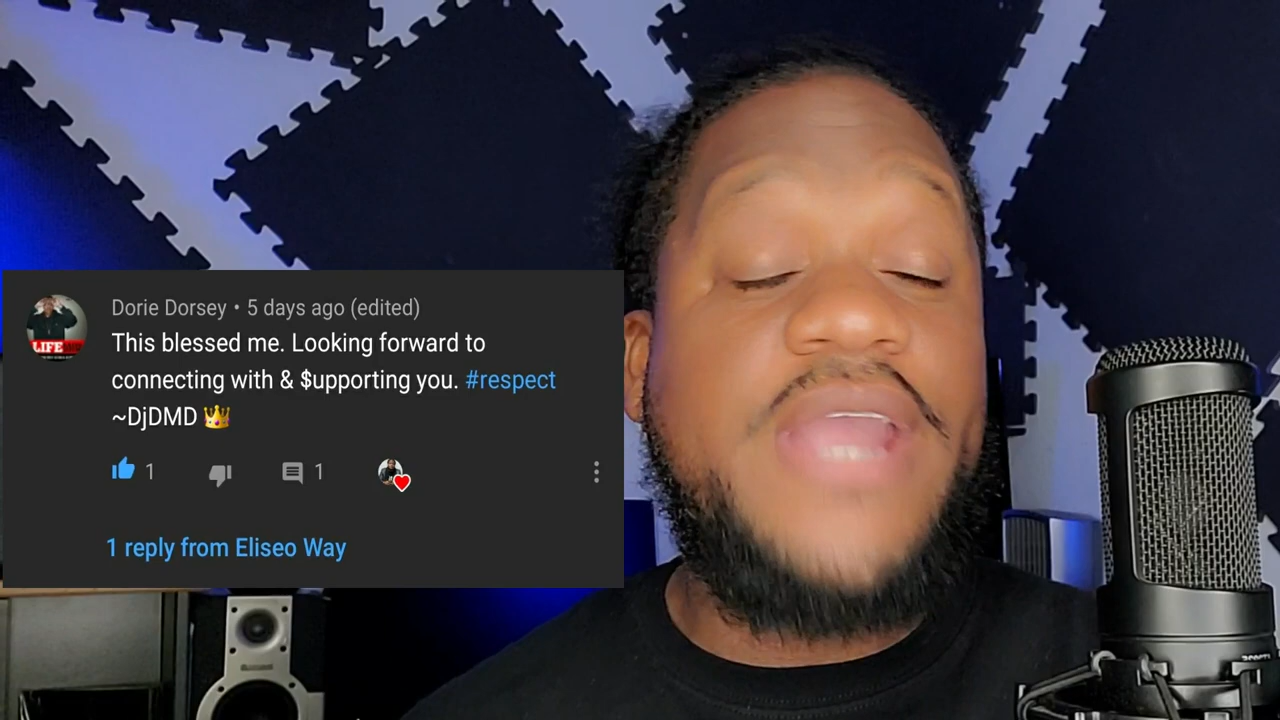 Dorie Dorsey • 5 days ago (edited)
This blessed me. Looking forward to
connecting with & $upporting you. #respect
~DjDMD 👑
1
1
1 reply from Eliseo Way
LIFE